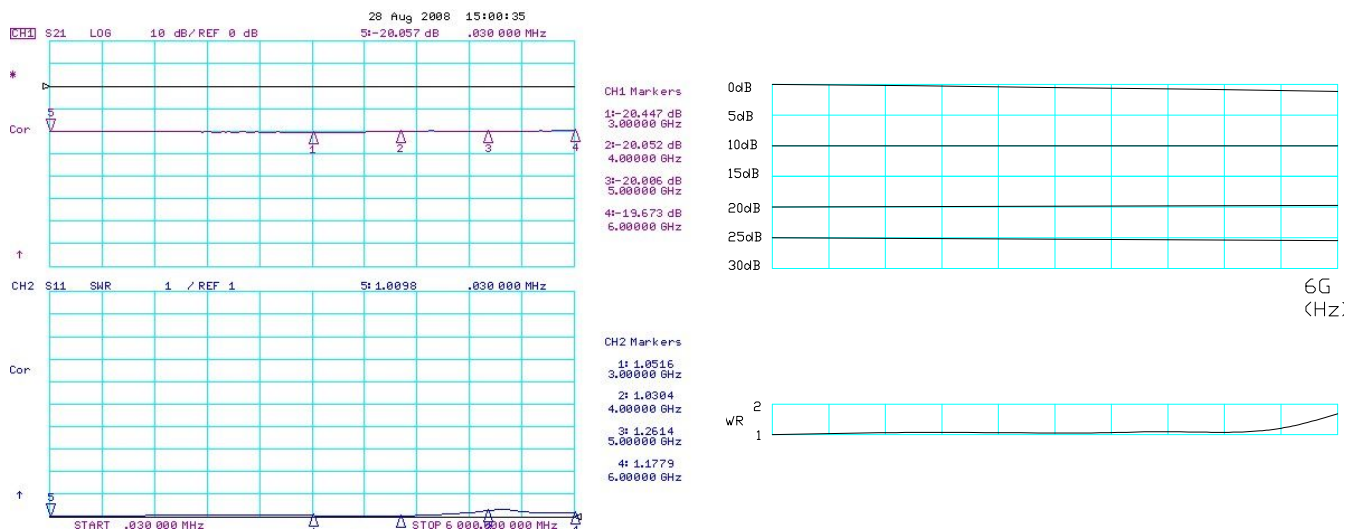 28 Aug 2008 15:00:35
CH1 S21 LOG 10 dB/REF 0 dB 5:-20.057 dB .030 000 MHz
*
Cor
↑
5
1
2
3
4
CH1 Markers
1:-20.447 dB
3.00000 GHz
2:-20.052 dB
4.00000 GHz
3:-20.006 dB
5.00000 GHz
4:-19.673 dB
6.00000 GHz
CH2 S11 SWR 1 / REF 1 5:1.0098 .030 000 MHz
Cor
↑
5
CH2 Markers
1: 1.0516
3.00000 GHz
2: 1.0304
4.00000 GHz
3: 1.2614
5.00000 GHz
4: 1.1779
6.00000 GHz
START .030 000 MHz STOP 6 000.000 000 MHz
0dB
5dB
10dB
15dB
20dB
25dB
30dB
6G
(Hz)
WR
2
1